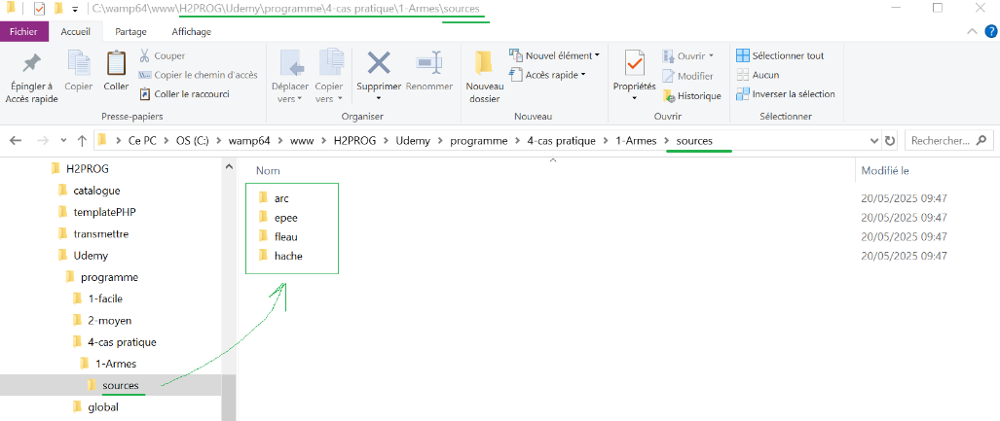 C:\wamp64\www\H2PROG\Udemy\programme\4-cas pratique\1-Armes\sources
Fichier Accueil Partage Affichage
Épingler à Accès rapide
Copier
Coller
Couper
Copier le chemin d'accès
Coller le raccourci
Presse-papiers
Déplacer vers
Copier vers
Supprimer
Renommer
Organiser
Nouveau dossier
Nouvel élément
Accès rapide
Nouveau
Propriétés
Ouvrir
Modifier
Historique
Ouvrir
Sélectionner tout
Aucun
Inverser la sélection
Sélectionner
Ce PC > OS (C:) > wamp64 > www > H2PROG > Udemy > programme > 4-cas pratique > 1-Armes > sources
Rechercher...
H2PROG
catalogue
templatePHP
transmettre
Udemy
programme
1-facile
2-moyen
4-cas pratique
1-Armes
sources
global
Nom Modifié le
arc 20/05/2025 09:47
epee 20/05/2025 09:47
fleau 20/05/2025 09:47
hache 20/05/2025 09:47